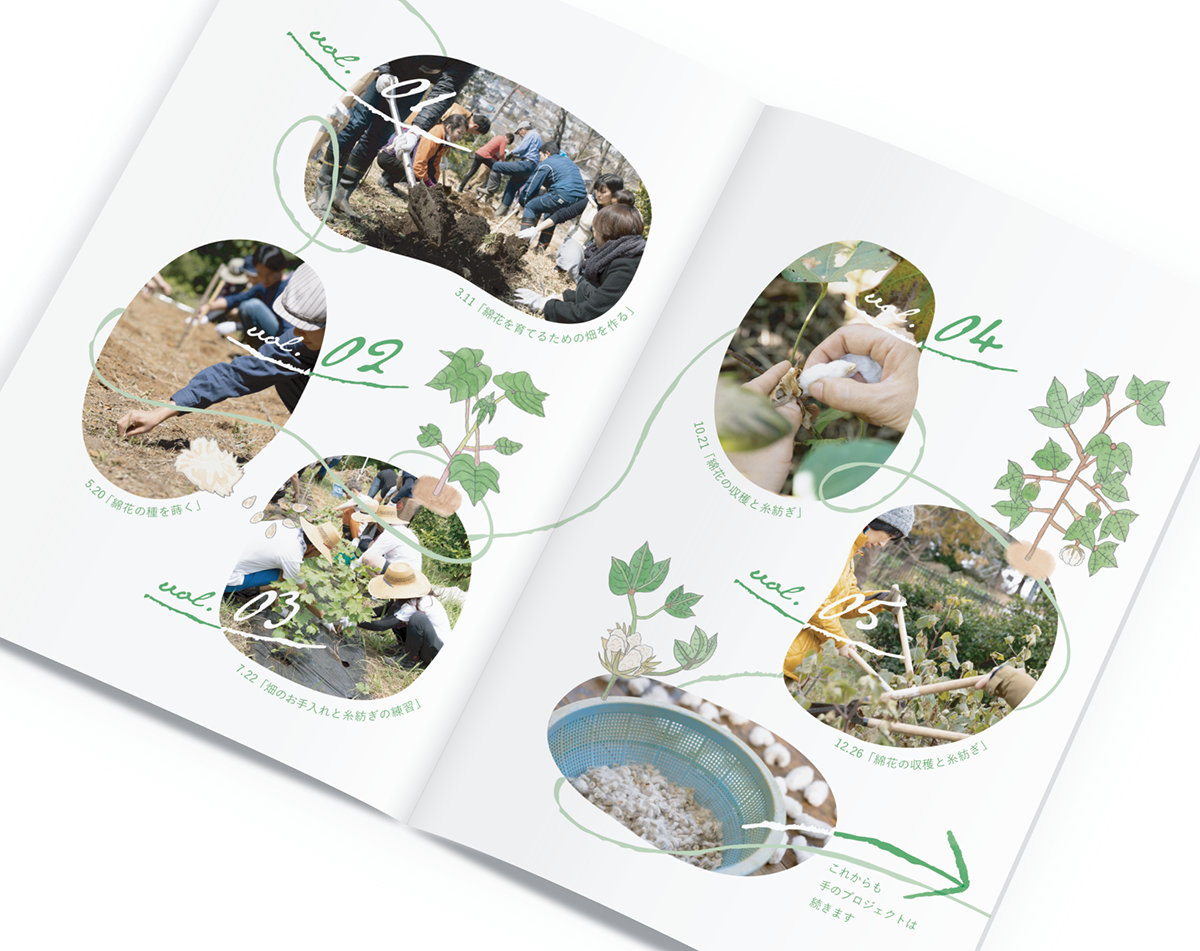 vol. 01
3.11「綿花を育てるための畑を作る」
vol. 02
5.20「綿花の種を蒔く」
vol. 03
7.22「畑のお手入れと糸紡ぎの練習」
vol. 04
10.21「綿花の収穫と糸紡ぎ」
vol. 05
12.26「綿花の収穫と糸紡ぎ」
これからも
手のプロジェクトは
続きます